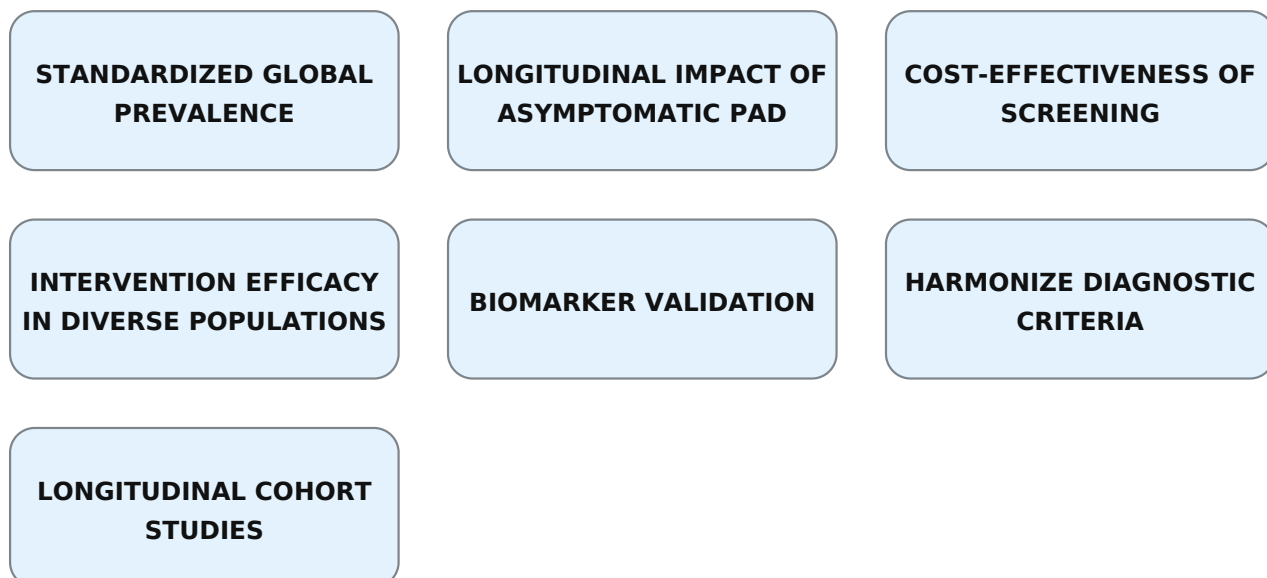 STANDARDIZED GLOBAL
PREVALENCE
LONGITUDINAL IMPACT OF
ASYMPTOMATIC PAD
COST-EFFECTIVENESS OF
SCREENING
INTERVENTION EFFICACY
IN DIVERSE POPULATIONS
BIOMARKER VALIDATION
HARMONIZE DIAGNOSTIC
CRITERIA
LONGITUDINAL COHORT
STUDIES